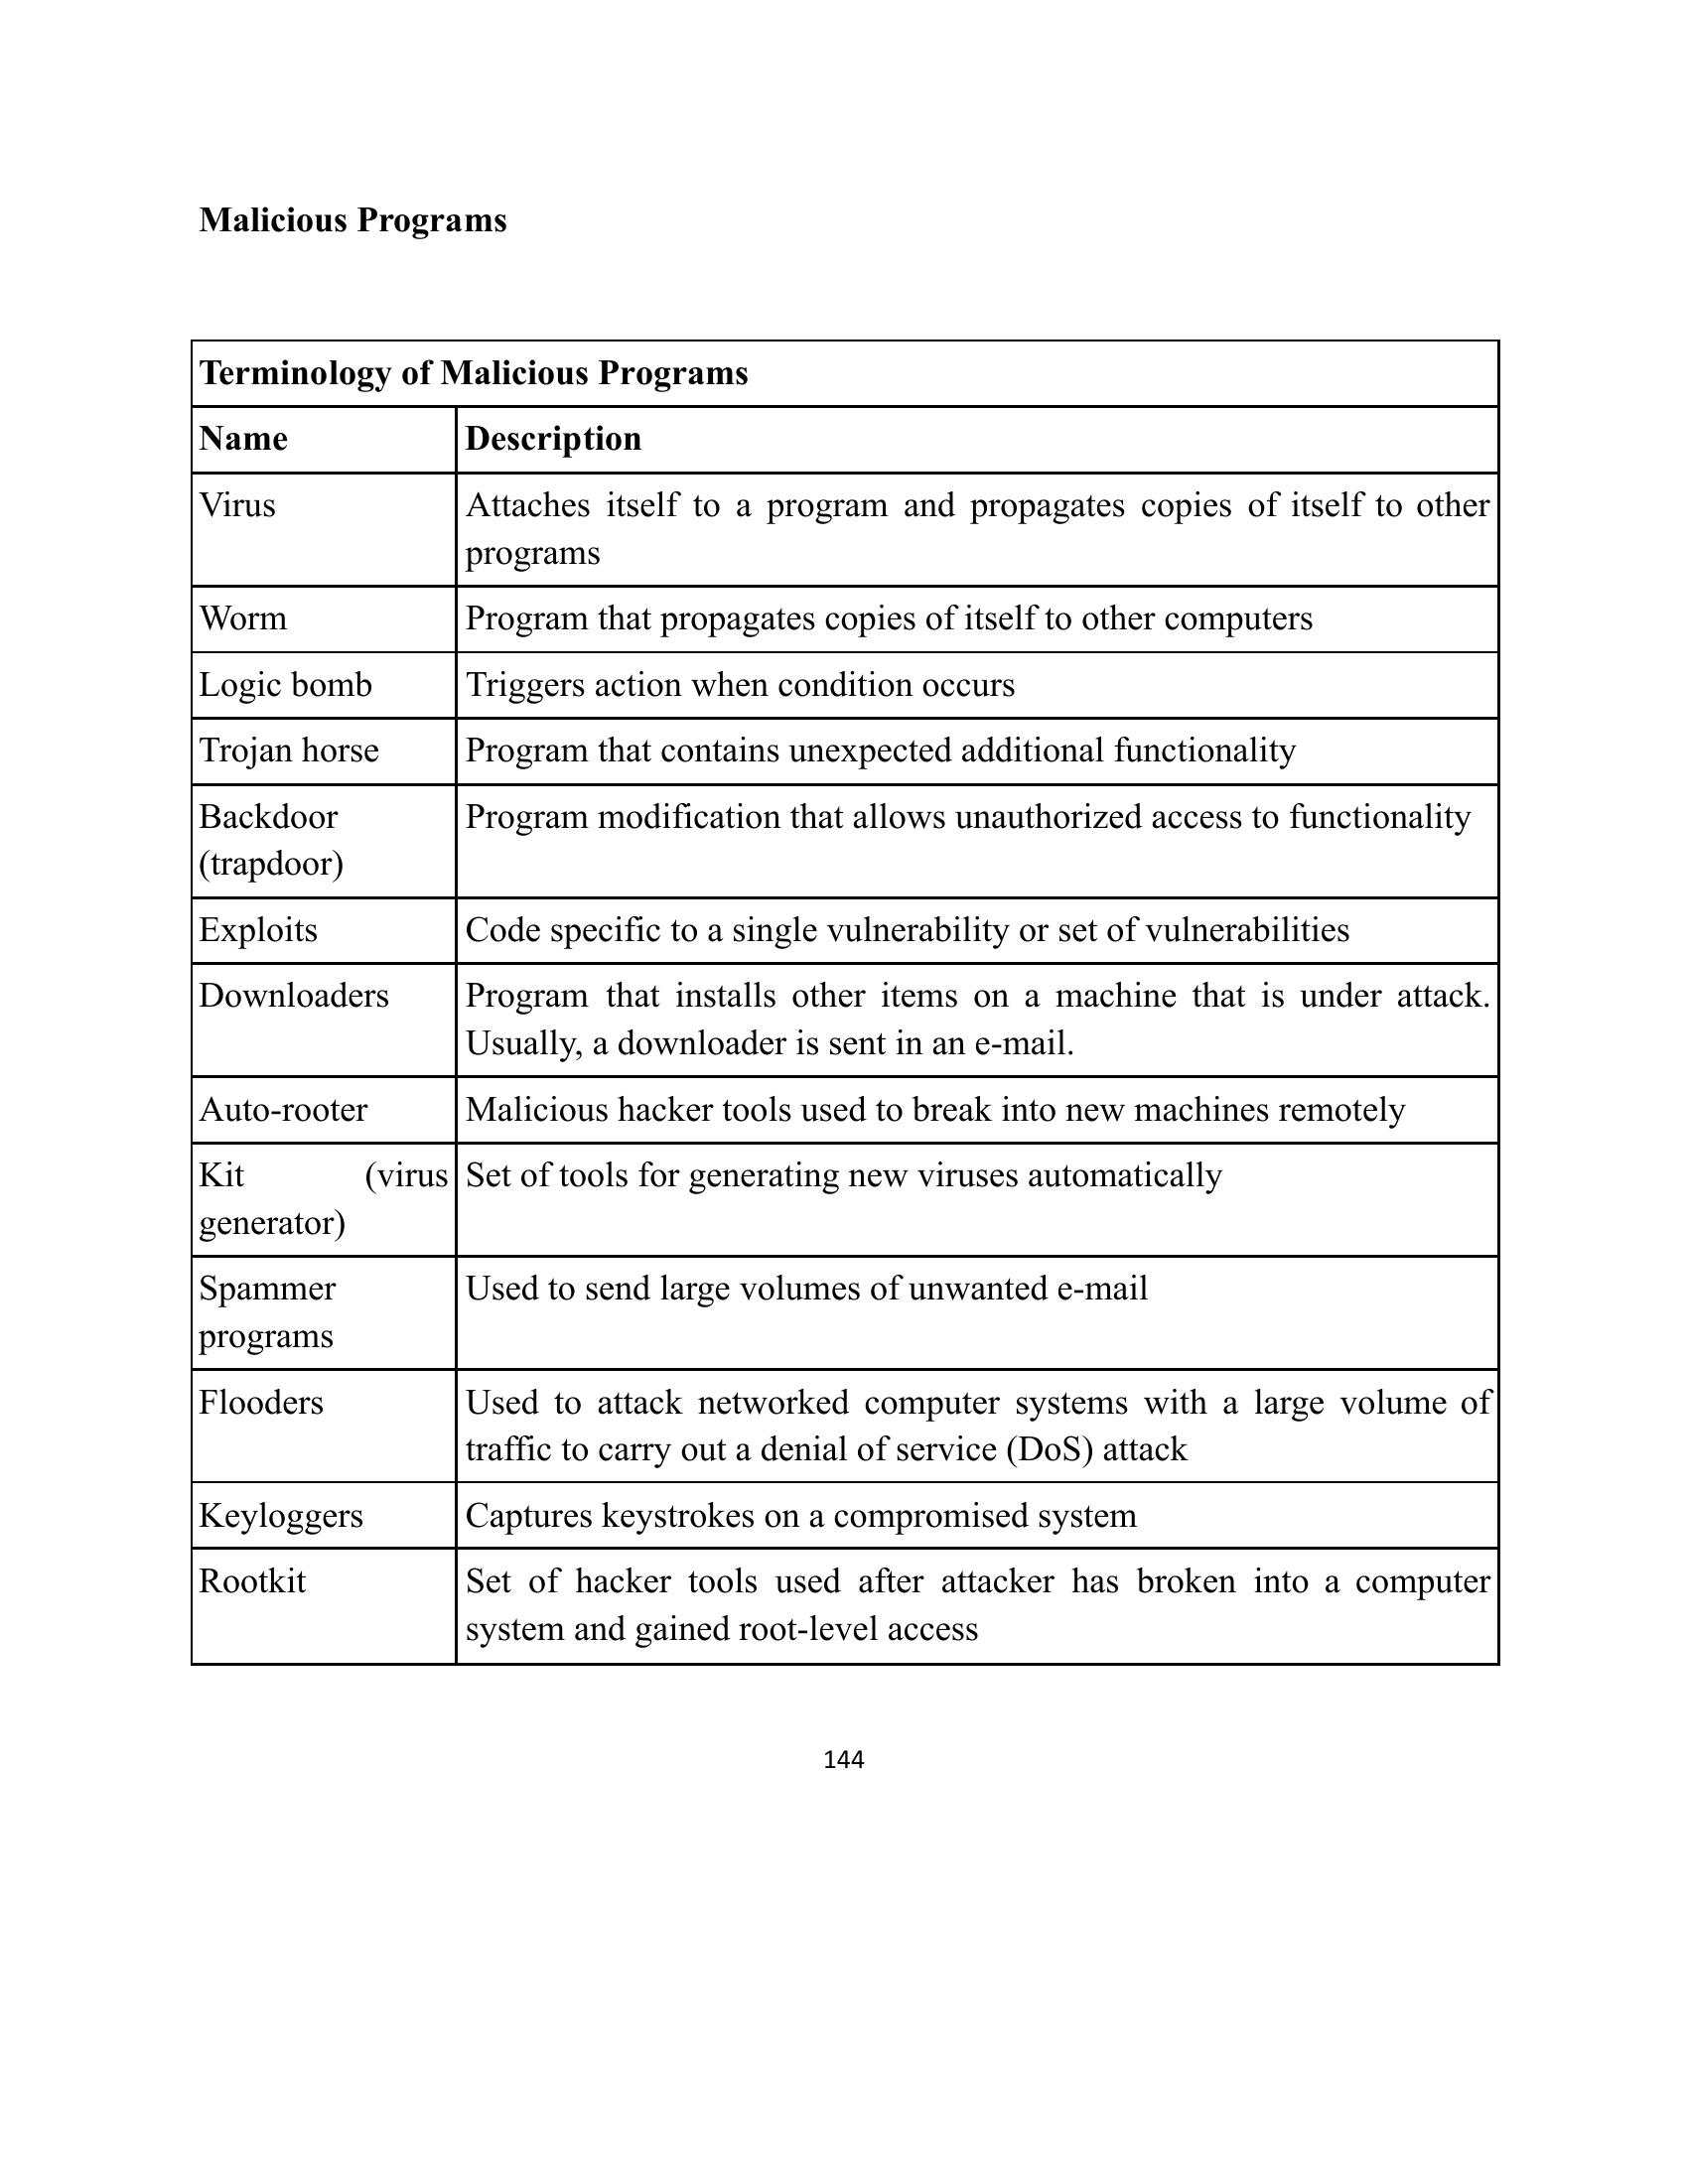 Malicious Programs
Terminology of Malicious Programs
Name Description
Virus Attaches itself to a program and propagates copies of itself to other
programs
Worm Program that propagates copies of itself to other computers
Logic bomb Triggers action when condition occurs
Trojan horse Program that contains unexpected additional functionality
Backdoor Program modification that allows unauthorized access to functionality
(trapdoor)
Exploits Code specific to a single vulnerability or set of vulnerabilities
Downloaders Program that installs other items on a machine that is under attack.
Usually, a downloader is sent in an e-mail.
Auto-rooter Malicious hacker tools used to break into new machines remotely
Kit (virus Set of tools for generating new viruses automatically
generator)
Spammer Used to send large volumes of unwanted e-mail
programs
Flooders Used to attack networked computer systems with a large volume of
traffic to carry out a denial of service (DoS) attack
Keyloggers Captures keystrokes on a compromised system
Rootkit Set of hacker tools used after attacker has broken into a computer
system and gained root-level access
144